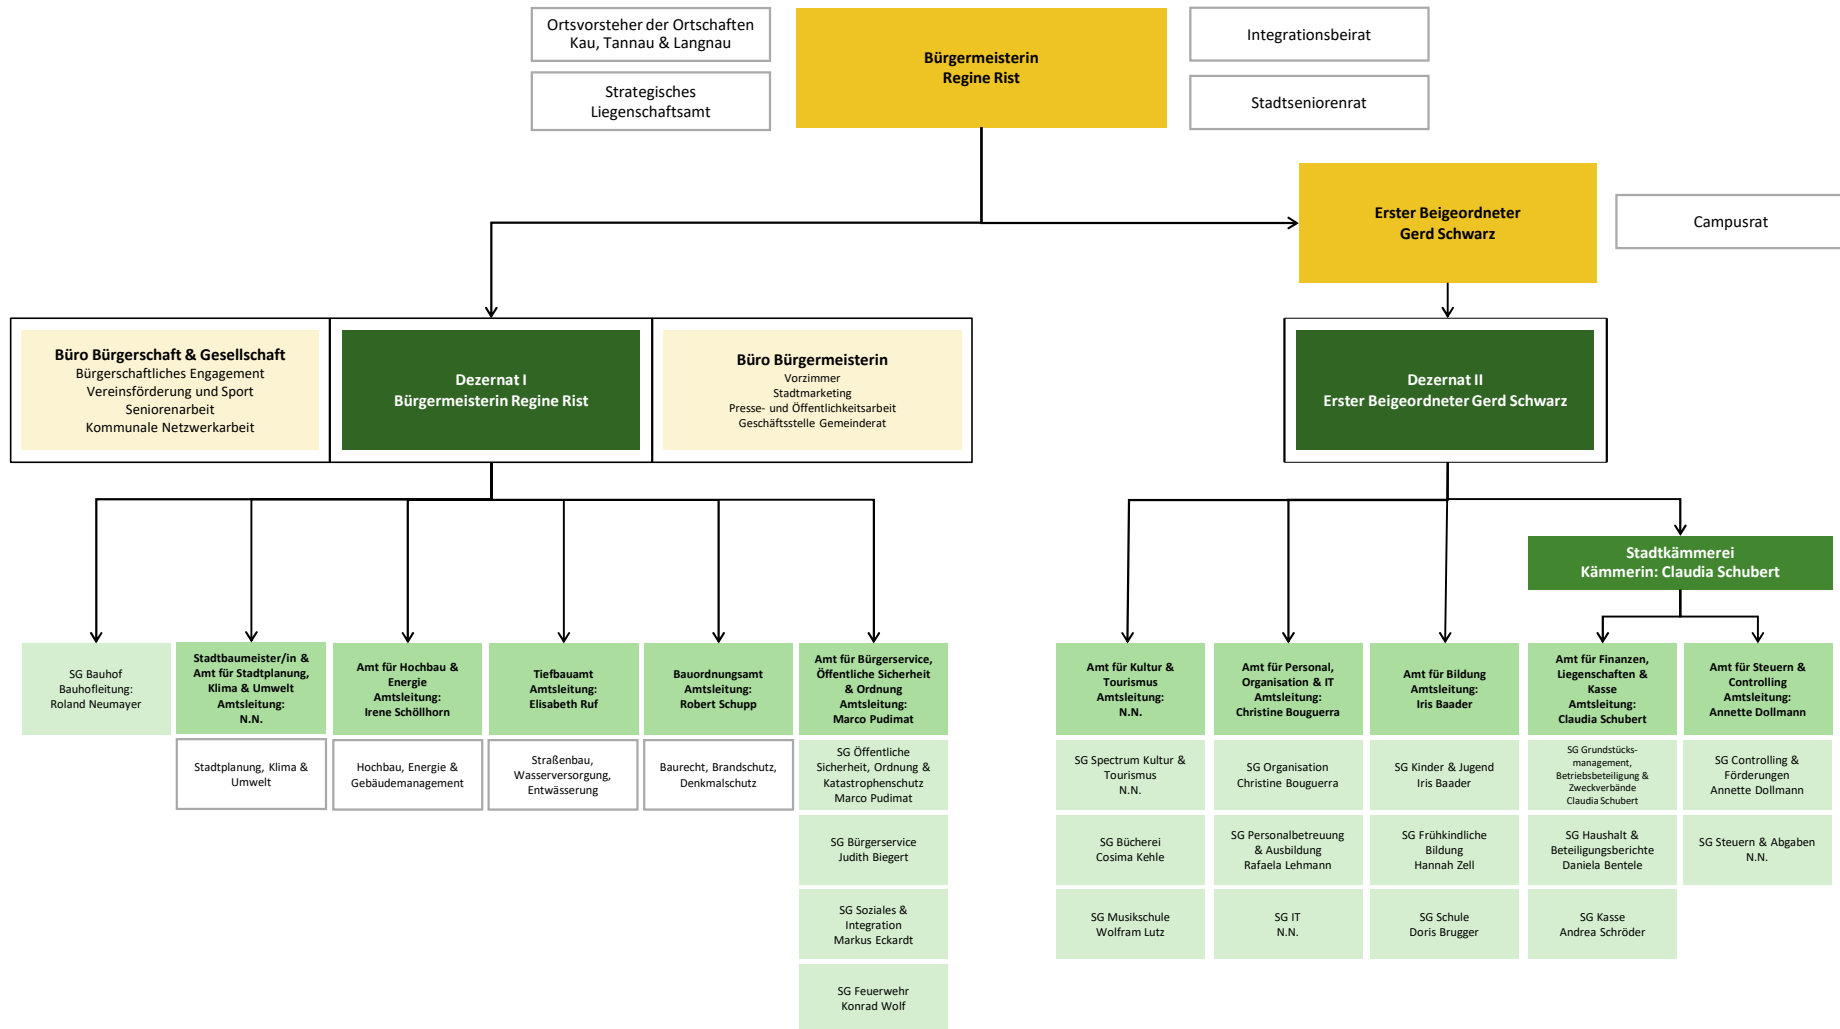 Ortsvorsteher der Ortschaften
Kau, Tannau & Langnau
Strategisches
Liegenschaftsamt
Bürgermeisterin
Regine Rist
Integrationsbeirat
Stadtseniorenrat
Erster Beigeordneter
Gerd Schwarz
Campusrat
Büro Bürgerschaft & Gesellschaft
Bürgerschaftliches Engagement
Vereinsförderung und Sport
Seniorenarbeit
Kommunale Netzwerkarbeit
Dezernat I
Bürgermeisterin Regine Rist
Büro Bürgermeisterin
Vorzimmer
Stadtmarketing
Presse- und Öffentlichkeitsarbeit
Geschäftsstelle Gemeinderat
Dezernat II
Erster Beigeordneter Gerd Schwarz
Stadtkämmerei
Kämmerin: Claudia Schubert
SG Bauhof
Bauhofleitung:
Roland Neumayer
Stadtbaumeister/in &
Amt für Stadtplanung,
Klima & Umwelt
Amtsleitung:
N.N.
Stadtplanung, Klima &
Umwelt
Amt für Hochbau &
Energie
Amtsleitung:
Irene Schöllhorn
Hochbau, Energie &
Gebäudemanagement
Tiefbauamt
Amtsleitung:
Elisabeth Ruf
Straßenbau,
Wasserversorgung,
Entwässerung
Bauordnungsamt
Amtsleitung:
Robert Schupp
Baurecht, Brandschutz,
Denkmalschutz
Amt für Bürgerservice,
Öffentliche Sicherheit
& Ordnung
Amtsleitung:
Marco Pudimat
SG Öffentliche
Sicherheit, Ordnung &
Katastrophenschutz
Marco Pudimat
SG Bürgerservice
Judith Biegert
SG Soziales &
Integration
Markus Eckardt
SG Feuerwehr
Konrad Wolf
Amt für Kultur &
Tourismus
Amtsleitung:
N.N.
SG Spectrum Kultur &
Tourismus
N.N.
SG Bücherei
Cosima Kehle
SG Musikschule
Wolfram Lutz
Amt für Personal,
Organisation & IT
Amtsleitung:
Christine Bouguerra
SG Organisation
Christine Bouguerra
SG Personalbetreuung
& Ausbildung
Rafaela Lehmann
SG IT
N.N.
Amt für Bildung
Amtsleitung:
Iris Baader
SG Kinder & Jugend
Iris Baader
SG Frühkindliche
Bildung
Hannah Zell
SG Schule
Doris Brugger
Amt für Finanzen,
Liegenschaften &
Kasse
Amtsleitung:
Claudia Schubert
SG Grundstücks-
management,
Betriebsbeteiligung &
Zweckverbände
Claudia Schubert
SG Haushalt &
Beteiligungsberichte
Daniela Bentele
SG Kasse
Andrea Schröder
Amt für Steuern &
Controlling
Amtsleitung:
Annette Dollmann
SG Controlling &
Förderungen
Annette Dollmann
SG Steuern & Abgaben
N.N.